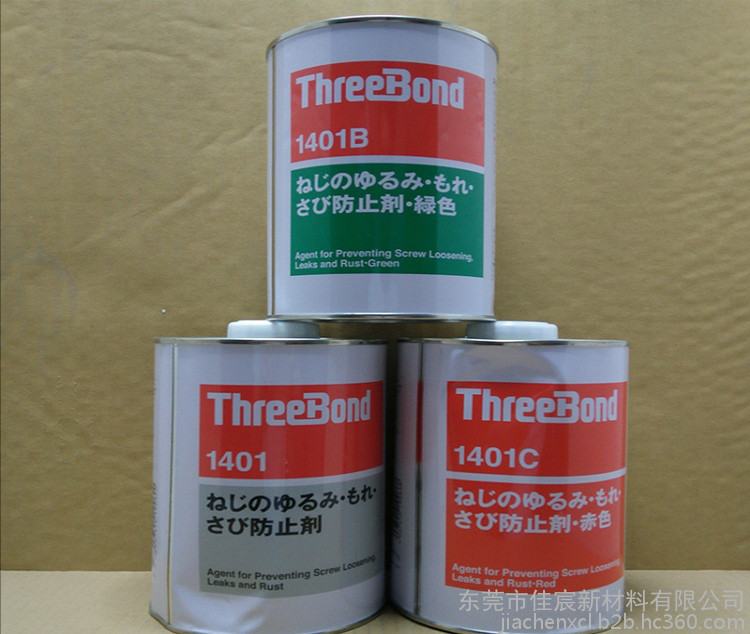 ThreeBond
1401B
ねじのゆるみ・もれ・
さび防止剤・緑色
Agent for Preventing Screw Loosening,
Leaks and Rust-Green
ThreeBond
1401
ねじのゆるみ・もれ・
さび防止剤
Agent for Preventing Screw Loosening,
Leaks and Rust
ThreeBond
1401C
ねじのゆるみ・もれ・
さび防止剤・赤色
Agent for Preventing Screw Loosening,
Leaks and Rust-Red
东莞市佳宸新材料有限公司
jiachenxcl.b2b.hc360.com